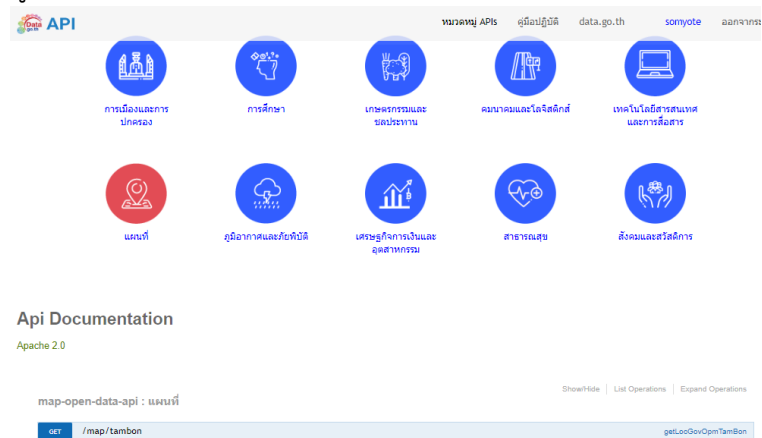 Data API
หมวดหมู่ APIs คู่มือปฏิบัติ data.go.th somyote ออกจากระ
การเมืองและการ
ปกครอง
การศึกษา
เกษตรกรรมและ
ชลประทาน
คมนาคมและโลจิสติกส์
เทคโนโลยีสารสนเทศ
และการสื่อสาร
แผนที่
ภูมิอากาศและภัยพิบัติ
เศรษฐกิจการเงินและ
อุตสาหกรรม
สาธารณสุข
สังคมและสวัสดิการ
Api Documentation
Apache 2.0
Show/Hide List Operations Expand Operations
map-open-data-api : แผนที่
GET /map/tambon getLocGovOpmTamBon